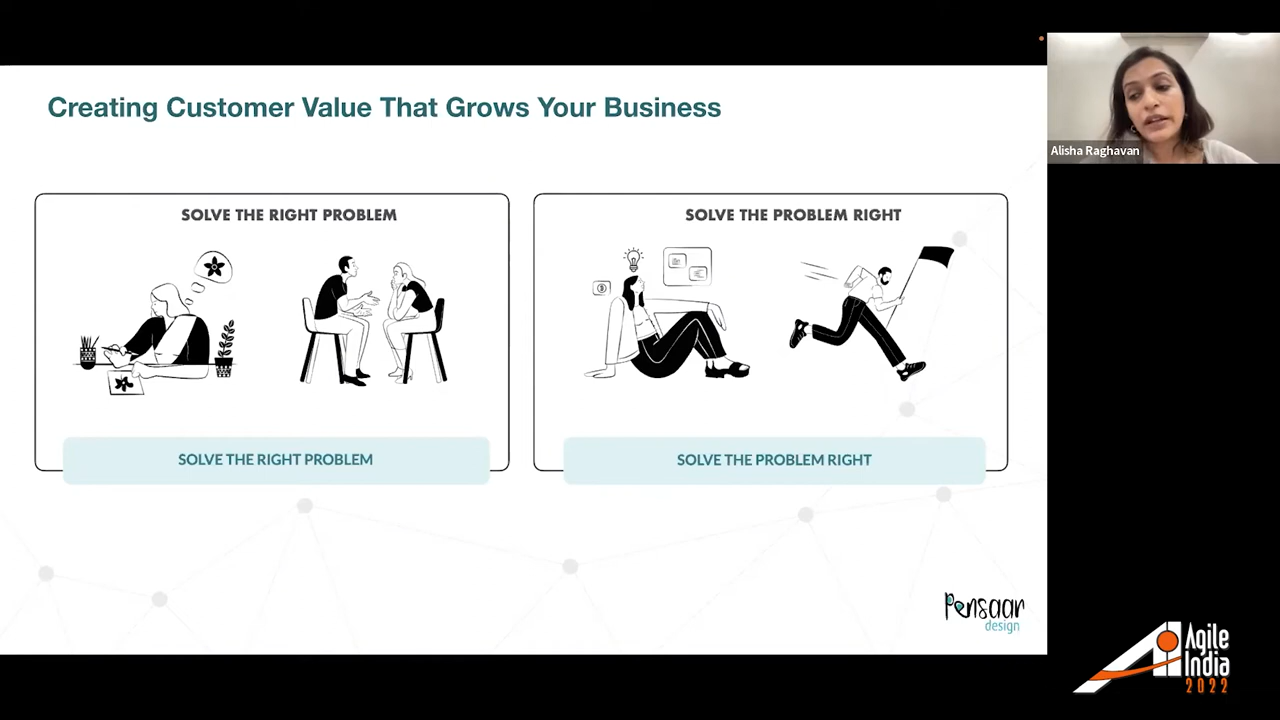 Creating Customer Value That Grows Your Business
Alisha Raghavan
SOLVE THE RIGHT PROBLEM
SOLVE THE PROBLEM RIGHT
SOLVE THE RIGHT PROBLEM
SOLVE THE PROBLEM RIGHT
Pensaar
design
Agile
India
2022